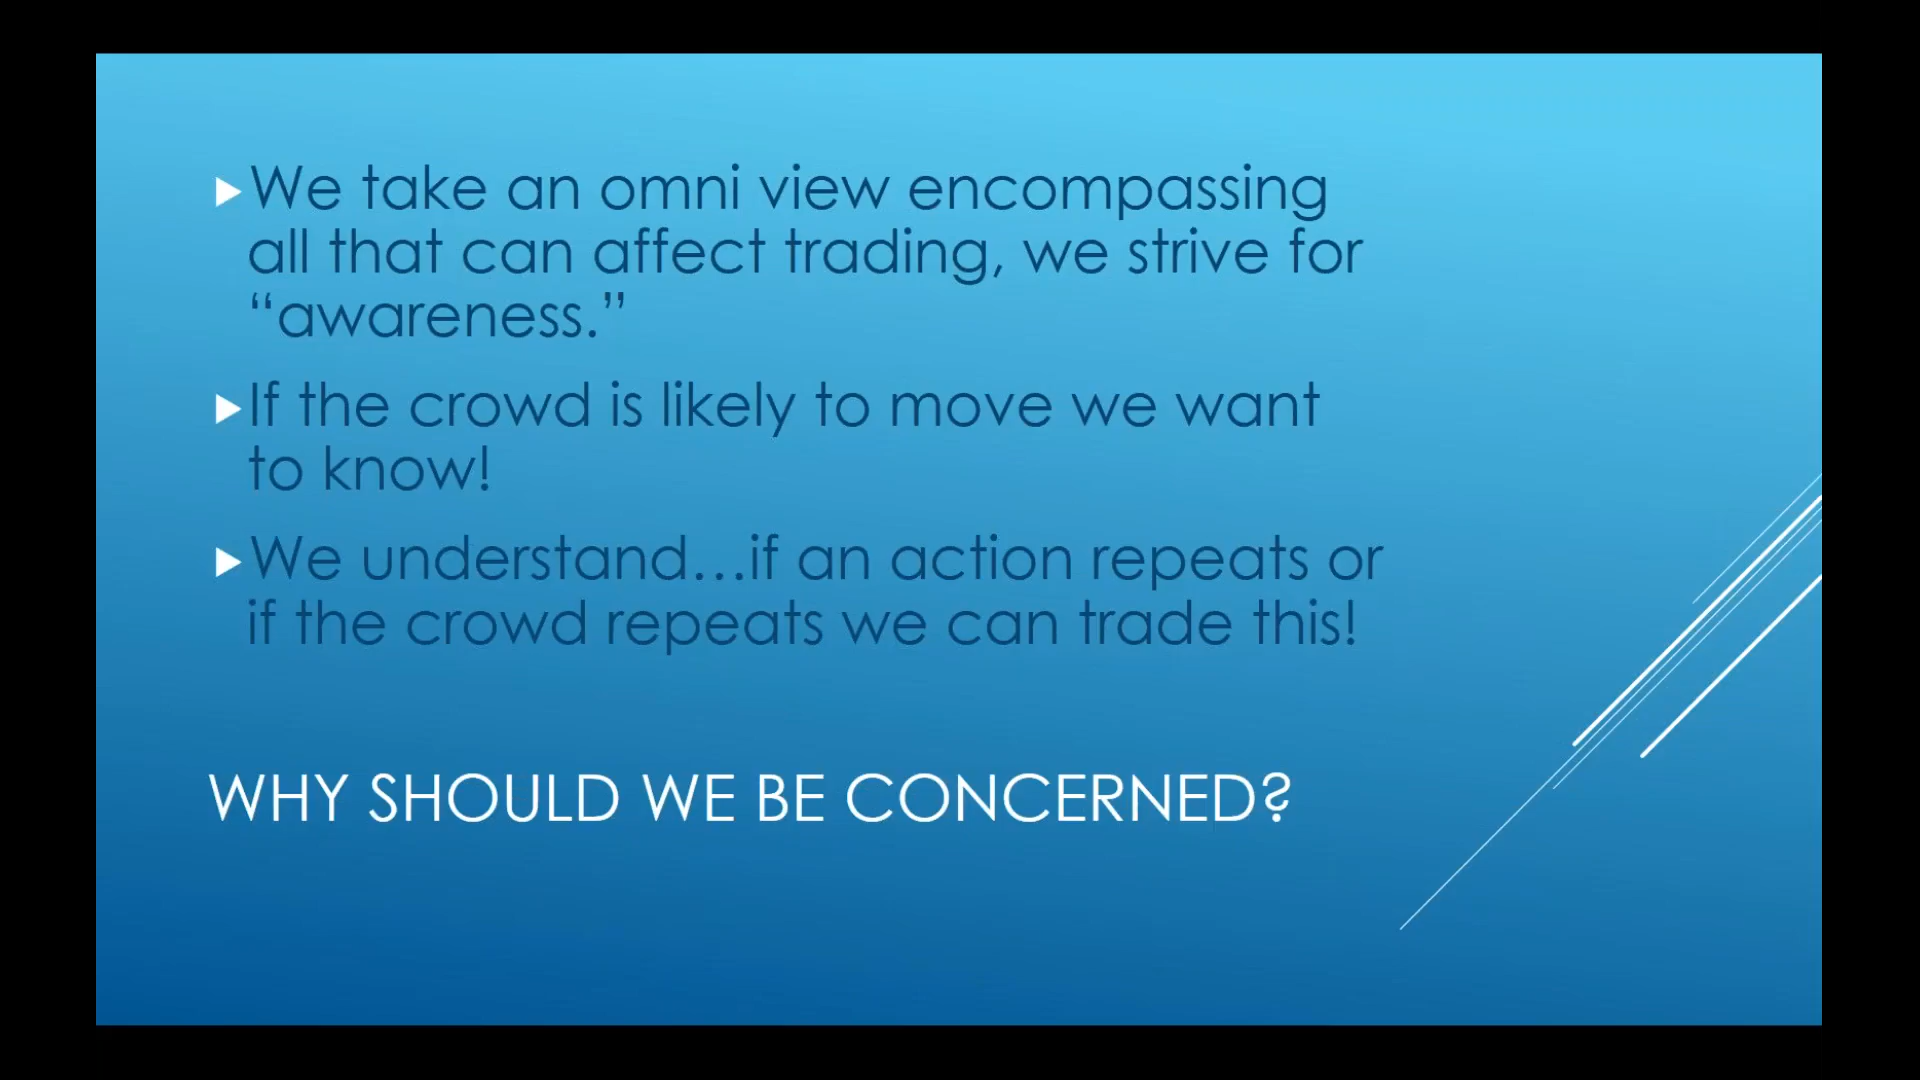 We take an omni view encompassing
all that can affect trading, we strive for
“awareness.”
If the crowd is likely to move we want
to know!
We understand…if an action repeats or
if the crowd repeats we can trade this!
WHY SHOULD WE BE CONCERNED?